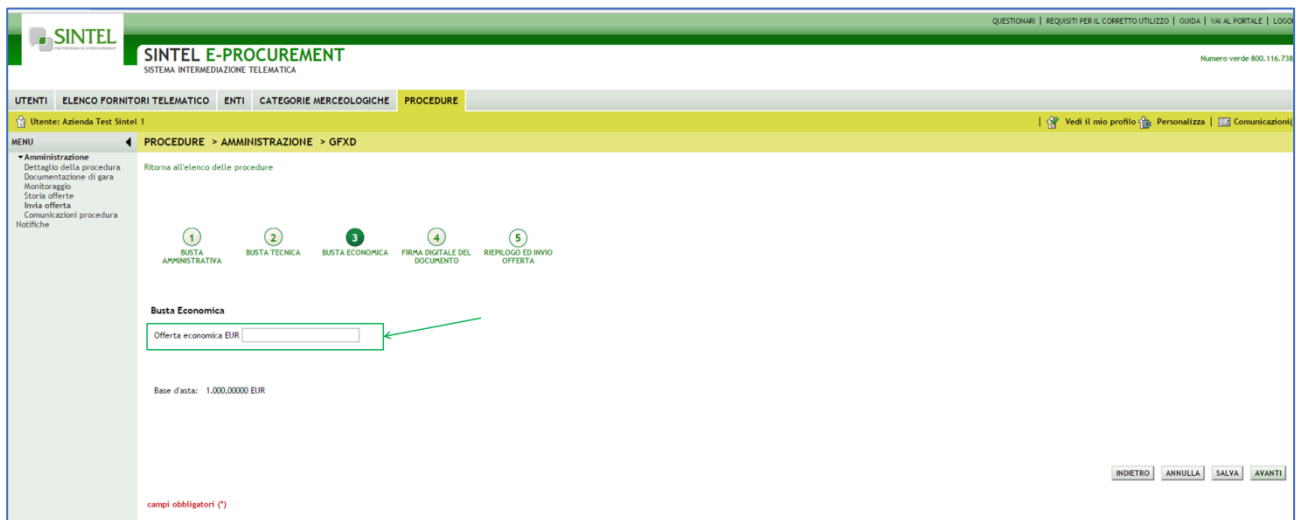 QUESTIONARI | REQUISITI PER IL CORRETTO UTILIZZO | GUIDA | VAI AL PORTALE |
SINTEL
SINTEL E-PROCUREMENT
SISTEMA INTERMEDIAZIONE TELEMATICA
Numero verde 800.116.738
UTENTI ELENCO FORNITORI TELEMATICO ENTI CATEGORIE MERCEOLOGICHE PROCEDURE
Utente: Azienda Test Sintel 1 | Vedi il mio profilo Personalizza | Comunicazioni(
MENU PROCEDURE > AMMINISTRAZIONE > GFXD
Amministrazione
Dettaglio della procedura
Documentazione di gara
Monitoraggio
Storia offerte
Invia offerta
Comunicazioni procedura
Notifiche
Ritorna all'elenco delle procedure
1 2 3 4 5
BUSTA AMMINISTRATIVA
BUSTA TECNICA
BUSTA ECONOMICA
FIRMA DIGITALE DEL DOCUMENTO
RIEPILOGO ED INVIO OFFERTA
Busta Economica
Offerta economica EUR
Base d'asta: 1.000,00000 EUR
INDIETRO ANNULLA SALVA AVANTI
campi obbligatori (*)